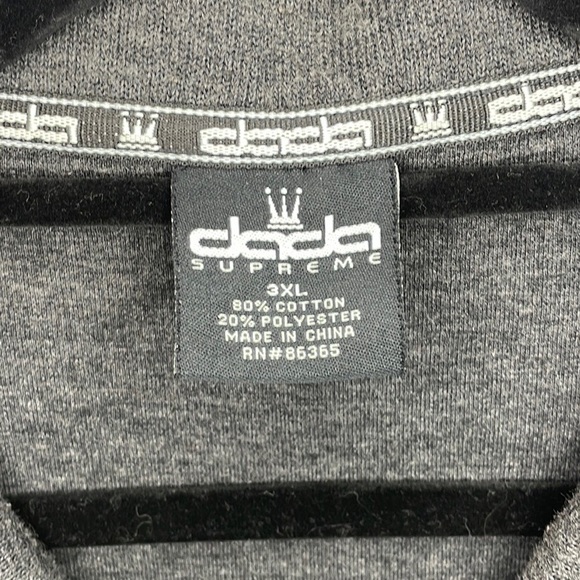 dada dada dada
dada
SUPREME
3XL
80% COTTON
20% POLYESTER
MADE IN CHINA
RN#86365